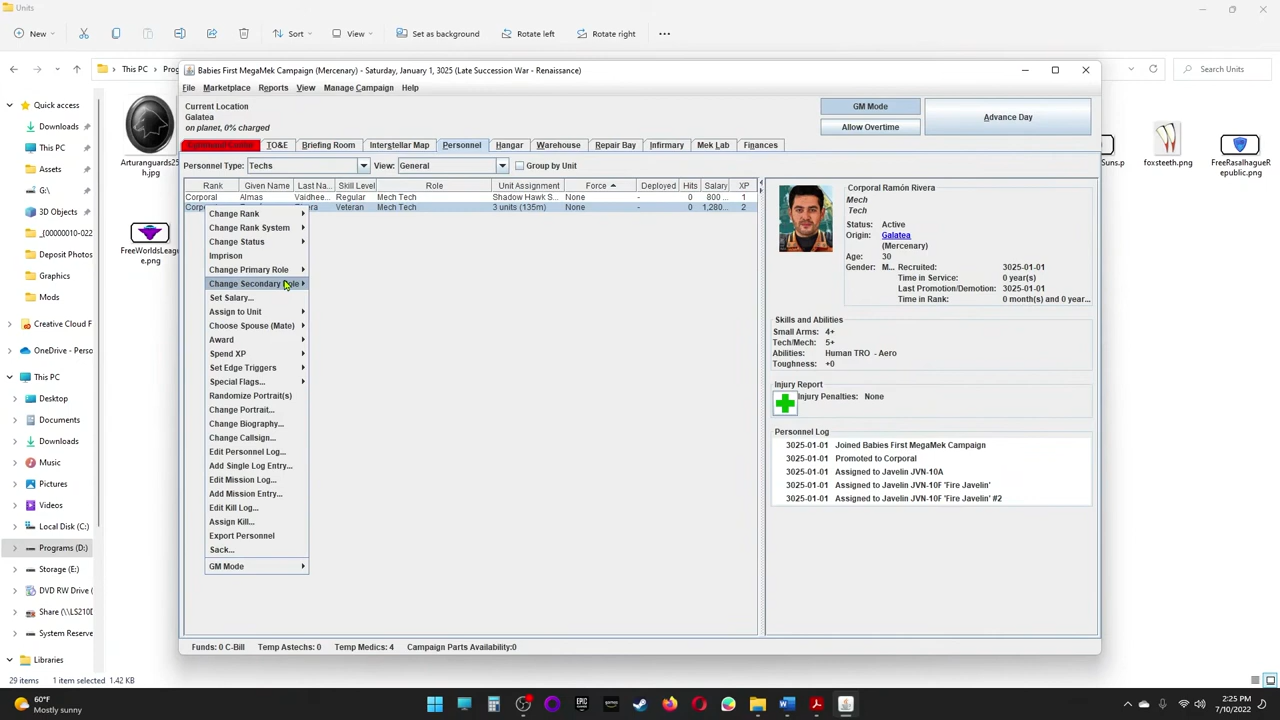 Units
New
Sort
View
Set as background
Rotate left
Rotate right
This PC
Search Units
Babies First MegaMek Campaign (Mercenary) - Saturday, January 1, 3025 (Late Succession War - Renaissance)
File Marketplace Reports View Manage Campaign Help
Current Location
Galatea
on planet, 0% charged
GM Mode
Allow Overtime
Advance Day
TO&E Briefing Room Interstellar Map Personnel Hangar Warehouse Repair Bay Infirmary Mek Lab Finances
Personnel Type: Techs View: General Group by Unit
Rank Given Name Last Na... Skill Level Role Unit Assignment Force Deployed Hits Salary XP
Corporal Almas Vaidhee... Regular Mech Tech Shadow Hawk S... None - 0 800 ... 1
Veteran Mech Tech 3 units (135m) None - 0 1,280... 2
Change Rank
Change Rank System
Change Status
Imprison
Change Primary Role
Change Secondary Role
Set Salary...
Assign to Unit
Choose Spouse (Mate)
Award
Spend XP
Set Edge Triggers
Special Flags...
Randomize Portrait(s)
Change Portrait...
Change Biography...
Change Callsign...
Edit Personnel Log...
Add Single Log Entry...
Edit Mission Log...
Add Mission Entry...
Edit Kill Log...
Assign Kill...
Export Personnel
Sack...
GM Mode
Corporal Ramón Rivera
Mech
Tech
Status: Active
Origin: Galatea
(Mercenary)
Age: 30
Gender: M... Recruited: 3025-01-01
Time in Service: 0 year(s)
Last Promotion/Demotion: 3025-01-01
Time in Rank: 0 month(s) and 0 year...
Skills and Abilities
Small Arms: 4+
Tech/Mech: 5+
Abilities: Human TRO - Aero
Toughness: +0
Injury Report
Injury Penalties: None
Personnel Log
3025-01-01 Joined Babies First MegaMek Campaign
3025-01-01 Promoted to Corporal
3025-01-01 Assigned to Javelin JVN-10A
3025-01-01 Assigned to Javelin JVN-10F 'Fire Javelin'
3025-01-01 Assigned to Javelin JVN-10F 'Fire Javelin' #2
Funds: 0 C-Bill Temp Astechs: 0 Temp Medics: 4 Campaign Parts Availability:0
Quick access
Downloads
This PC
Assets
G:\
3D Objects
_[00000010-022
Deposit Photos
Graphics
Mods
Creative Cloud F
OneDrive - Perso
This PC
Desktop
Documents
Downloads
Music
Pictures
Videos
Local Disk (C:)
Programs (D:)
Storage (E:)
DVD RW Drive (
Share (\\LS210D
System Reserve
Libraries
Arturanguards25
h.jpg
FreeWorldsLeag
e.png
foxsteeth.png
FreeRasalhagueR
epublic.png
29 items 1 item selected 1.42 KB
60°F
Mostly sunny
2:25 PM
7/10/2022